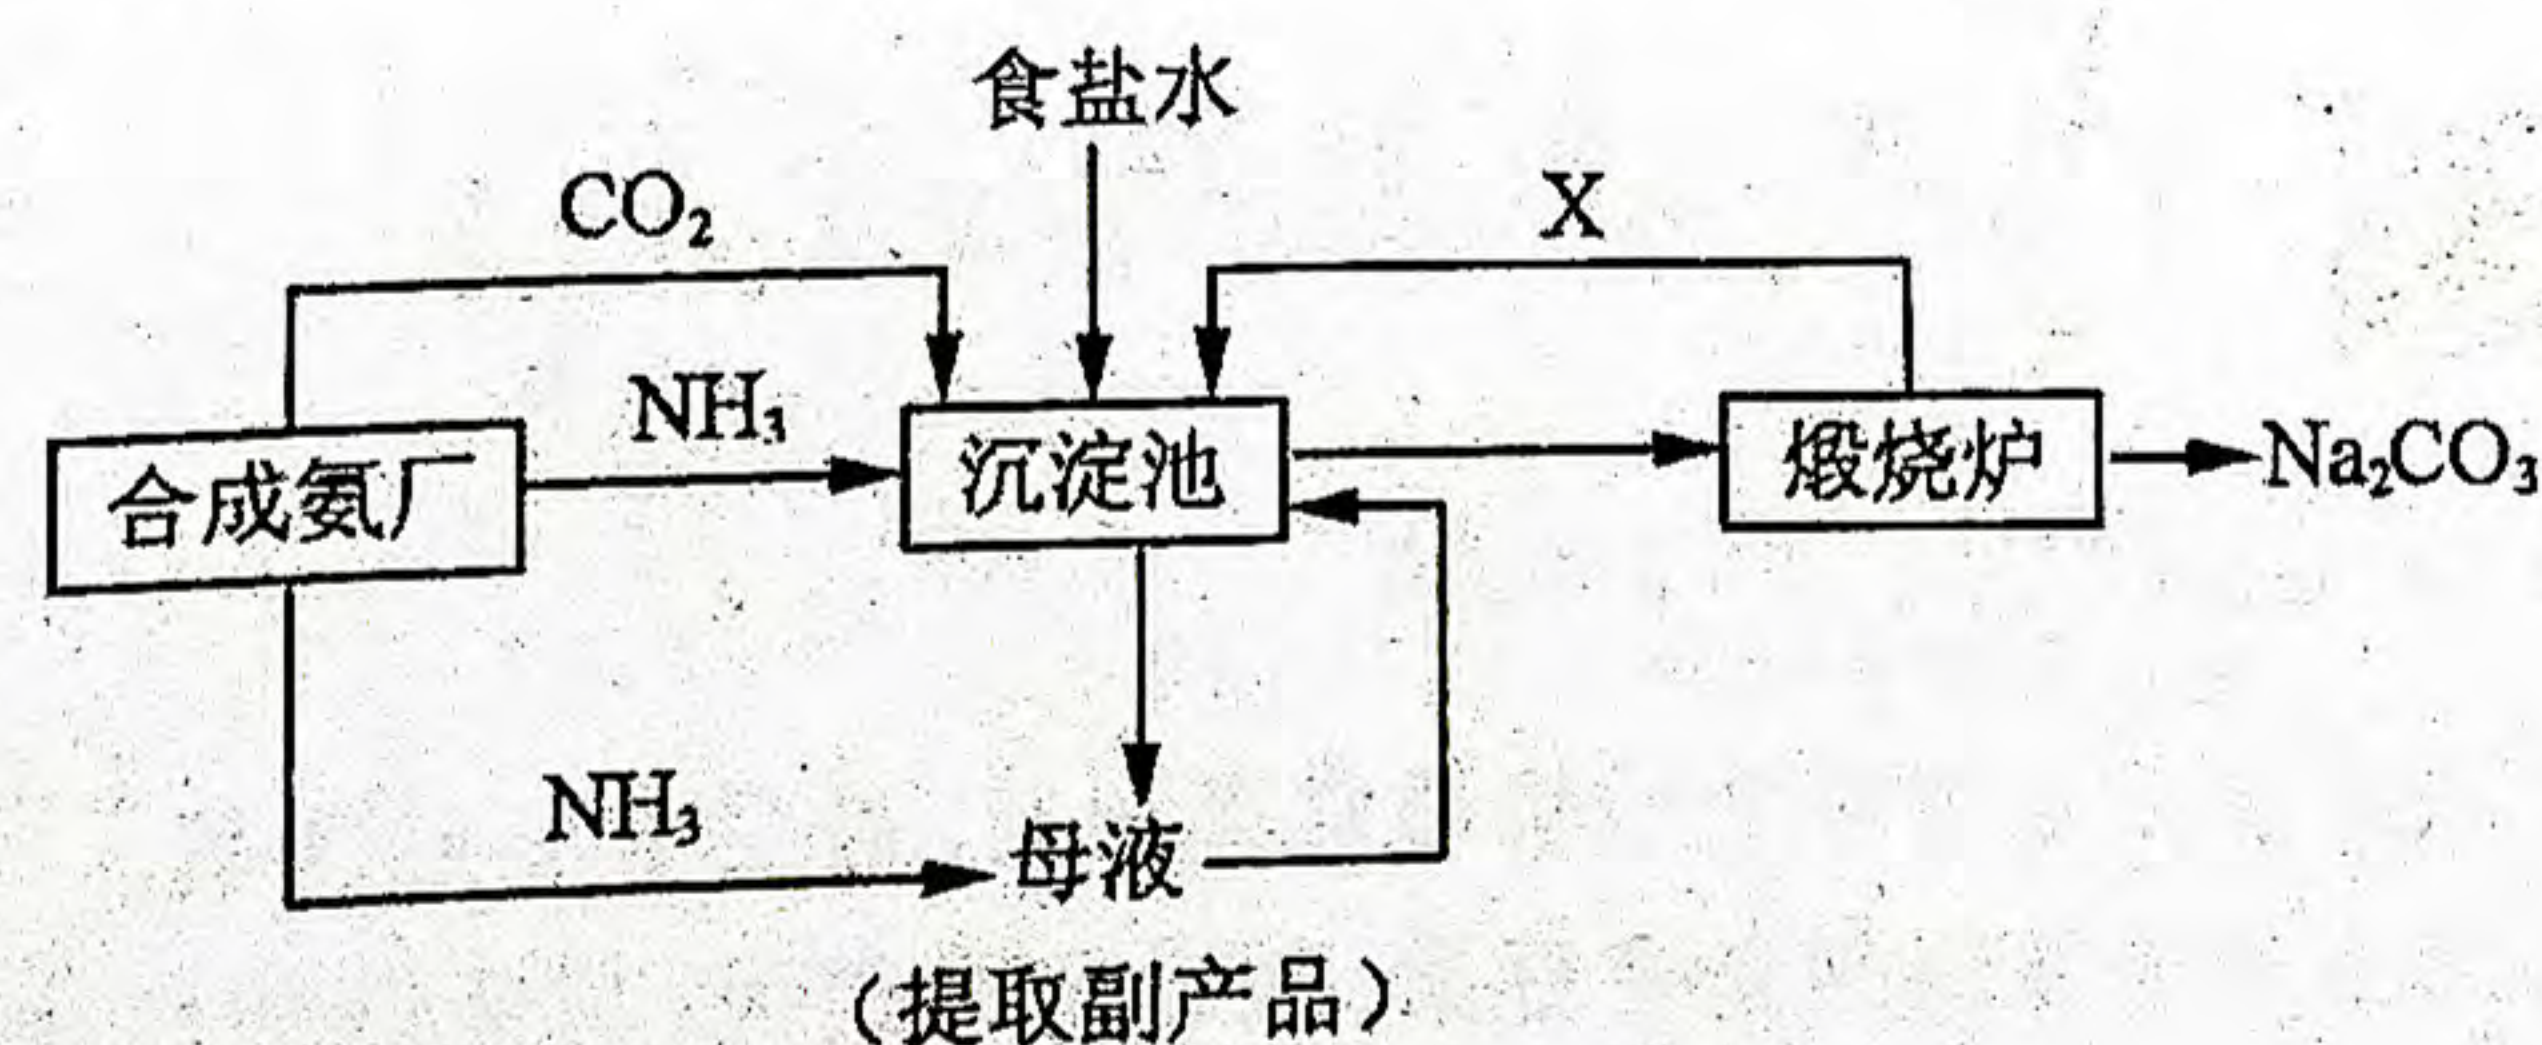 食盐水
CO₂
X
NH₃
合成氨厂
沉淀池
煅烧炉
Na₂CO₃
NH₃
母液
(提取副产品)